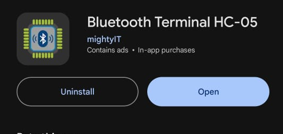 Bluetooth Terminal HC-05
mightyIT
Contains ads • In-app purchases
Uninstall
Open